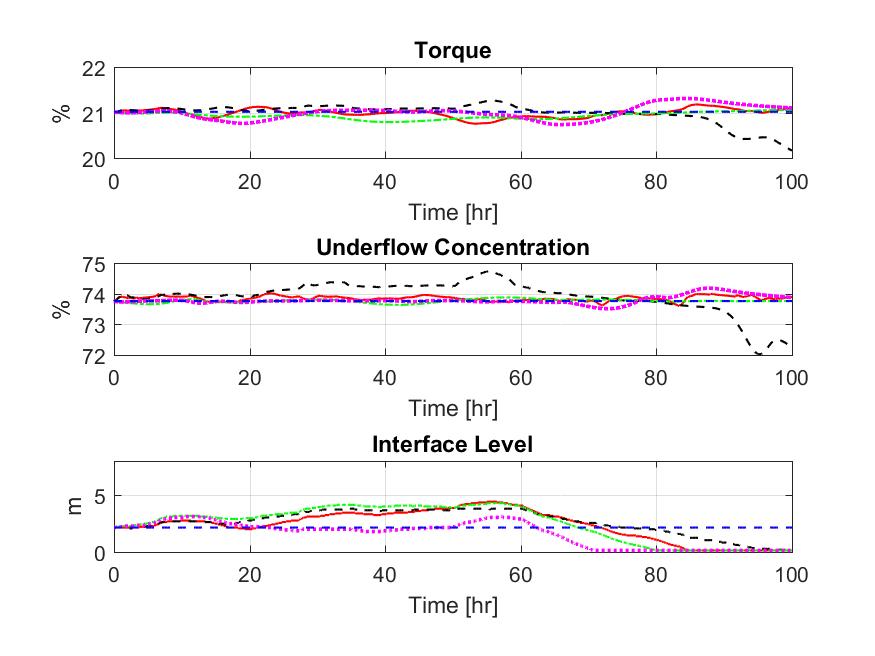 Torque
22
21
20
%
0 20 40 60 80 100
Time [hr]
Underflow Concentration
75
74
73
72
%
0 20 40 60 80 100
Time [hr]
Interface Level
5
0
m
0 20 40 60 80 100
Time [hr]